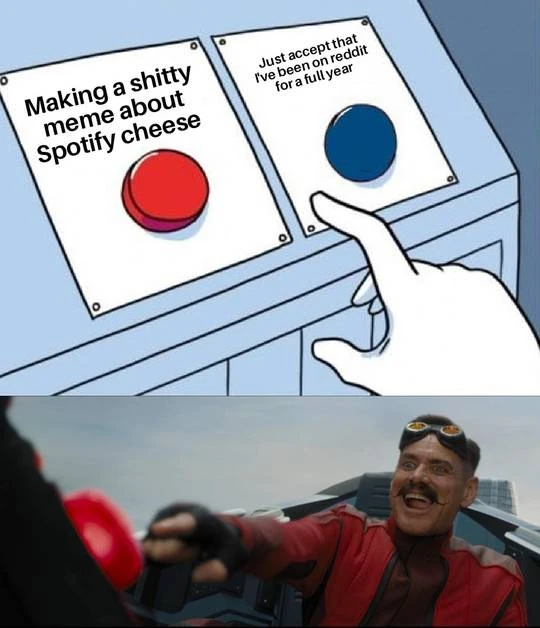 Making a shitty
meme about
Spotify cheese
Just accept that
I've been on reddit
for a full year